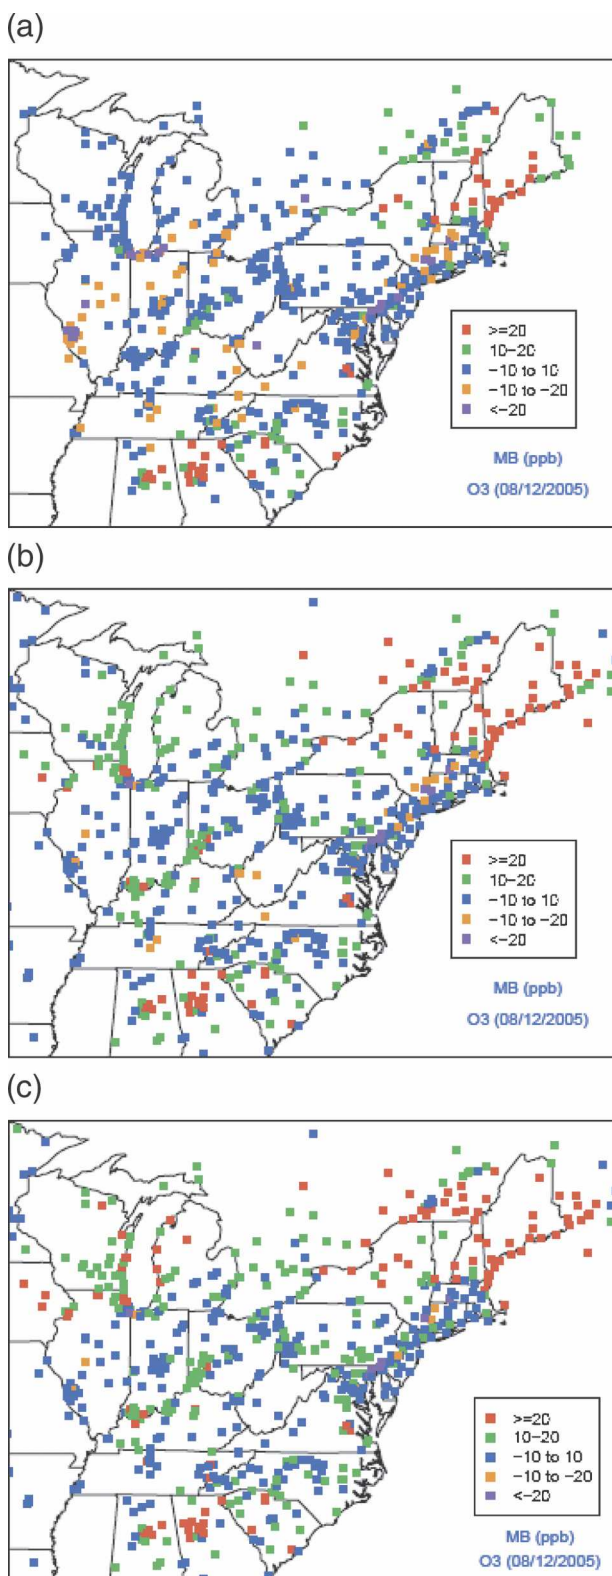 (a)
>=20
10-20
-10 to 10
-10 to -20
<-20
MB (ppb)
O3 (08/12/2005)
(b)
>=20
10-20
-10 to 10
-10 to -20
<-20
MB (ppb)
O3 (08/12/2005)
(c)
>=20
10-20
-10 to 10
-10 to -20
<-20
MB (ppb)
O3 (08/12/2005)